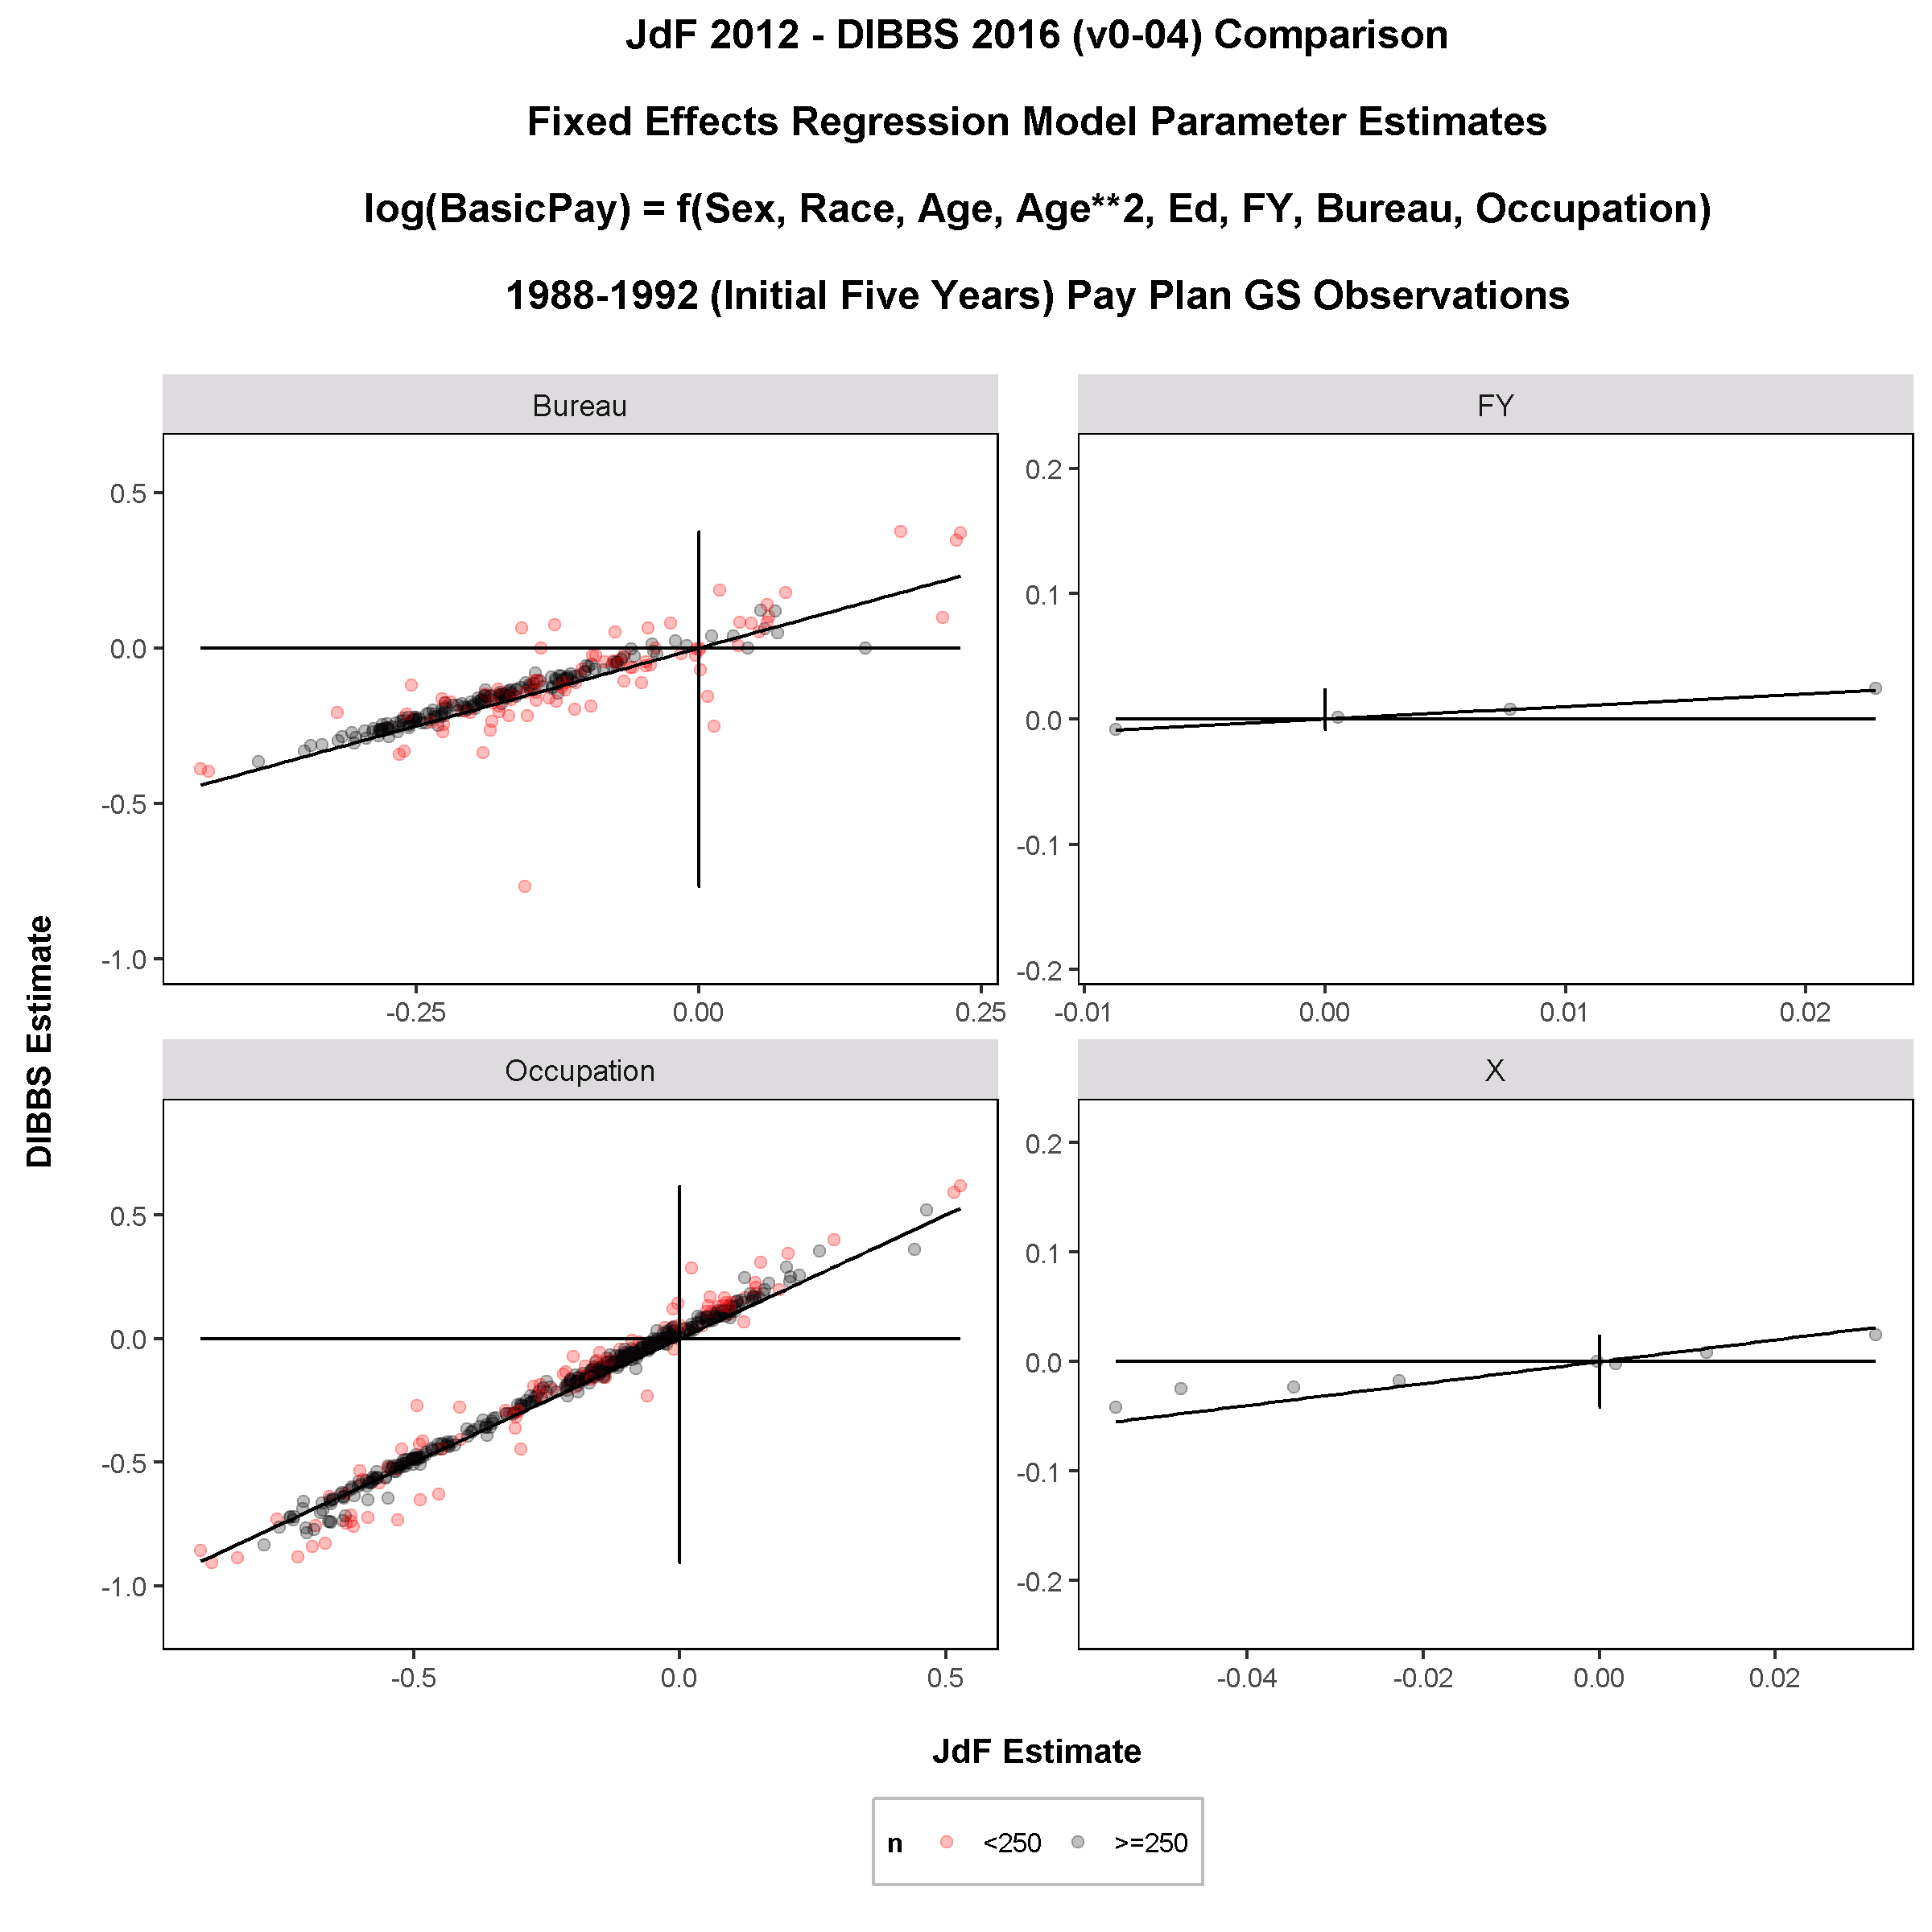 JdF 2012 - DIBBS 2016 (v0-04) Comparison
Fixed Effects Regression Model Parameter Estimates
log(BasicPay) = f(Sex, Race, Age, Age**2, Ed, FY, Bureau, Occupation)
1988-1992 (Initial Five Years) Pay Plan GS Observations
Bureau
0.5
0.0
-0.5
-1.0
-0.25 0.00 0.25
FY
0.2
0.1
0.0
-0.1
-0.2
-0.01 0.00 0.01 0.02
DIBBS Estimate
Occupation
0.5
0.0
-0.5
-1.0
-0.5 0.0 0.5
X
0.2
0.1
0.0
-0.1
-0.2
-0.04 -0.02 0.00 0.02
JdF Estimate
n <250 >=250